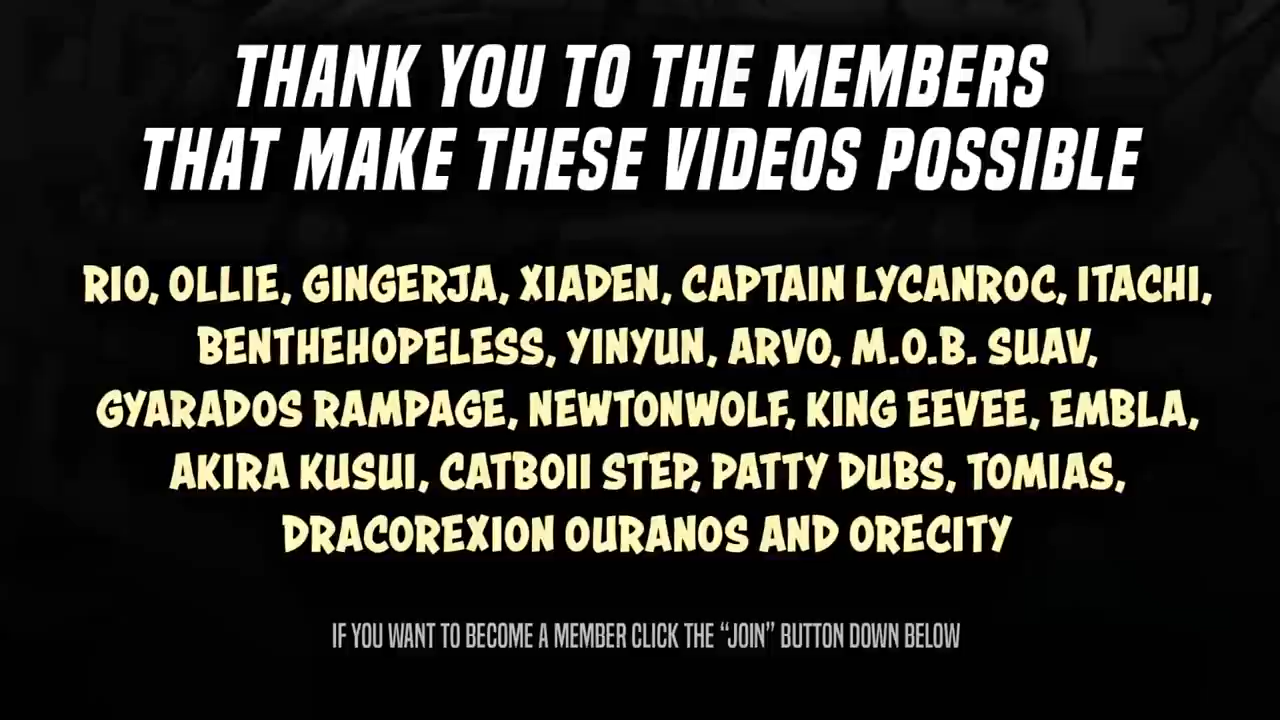 THANK YOU TO THE MEMBERS
THAT MAKE THESE VIDEOS POSSIBLE
RIO, OLLIE, GINGERJA, XIADEN, CAPTAIN LYCANROC, ITACHI,
BENTHEHOPELESS, YINYUN, ARVO, M.O.B. SUAV,
GYARADOS RAMPAGE, NEWTONWOLF, KING EEVEE, EMBLA,
AKIRA KUSUI, CATBOII STEP, PATTY DUBS, TOMIAS,
DRACOREXION OURANOS AND ORECITY
IF YOU WANT TO BECOME A MEMBER CLICK THE “JOIN” BUTTON DOWN BELOW